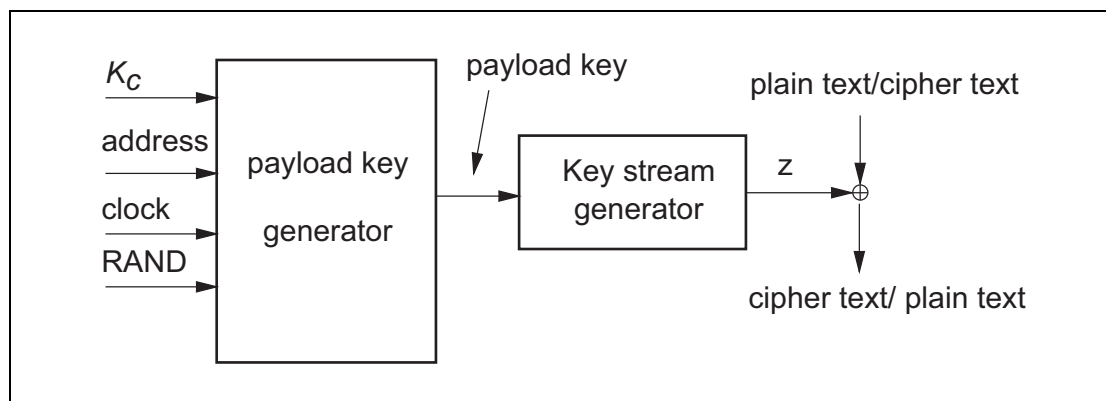 K_c
address
clock
RAND
payload key
generator
payload key
Key stream
generator
z
plain text/cipher text
cipher text/ plain text